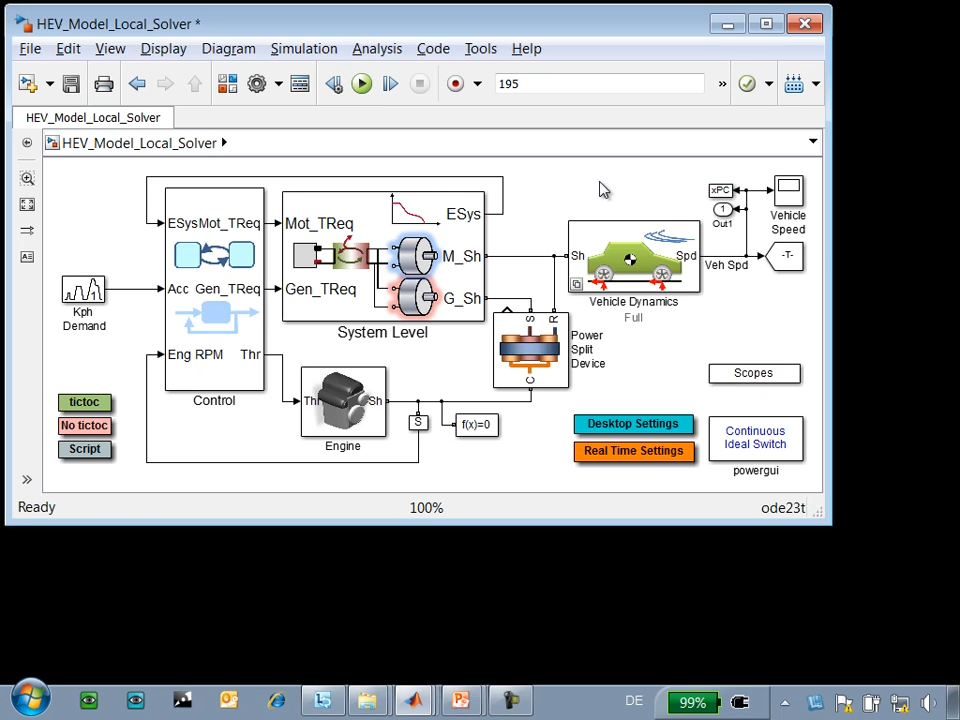 HEV_Model_Local_Solver *
File Edit View Display Diagram Simulation Analysis Code Tools Help
195
»
HEV_Model_Local_Solver
HEV_Model_Local_Solver
ESys
Mot_TReq
Acc
Gen_TReq
Eng RPM
Thr
Control
Kph
Demand
Mot_TReq
Gen_TReq
ESys
M_Sh
G_Sh
System Level
Thr
Sh
Engine
S
f(x)=0
S
R
C
Power
Split
Device
Sh
Spd
Vehicle Dynamics
Full
Veh Spd
xPC
1
Out1
Vehicle
Speed
-T-
Scopes
tictoc
No tictoc
Script
Desktop Settings
Real Time Settings
Continuous
Ideal Switch
powergui
»
Ready
100%
ode23t
DE
99%